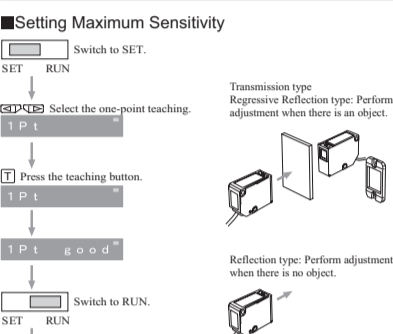 ■Setting Maximum Sensitivity
Switch to SET.
SET RUN
Select the one-point teaching.
1Pt
T Press the teaching button.
1Pt
1Pt good
Switch to RUN.
SET RUN
Transmission type
Regressive Reflection type: Perform
adjustment when there is an object.
Reflection type: Perform adjustment
when there is no object.